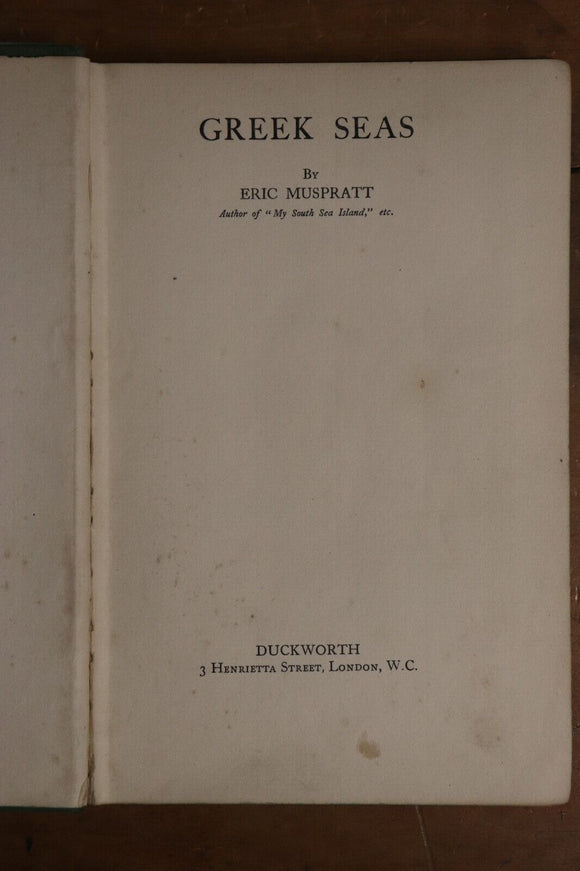 GREEK SEAS
By
ERIC MUSPRATT
Author of "My South Sea Island," etc.
DUCKWORTH
3 Henrietta Street, London, W.C.